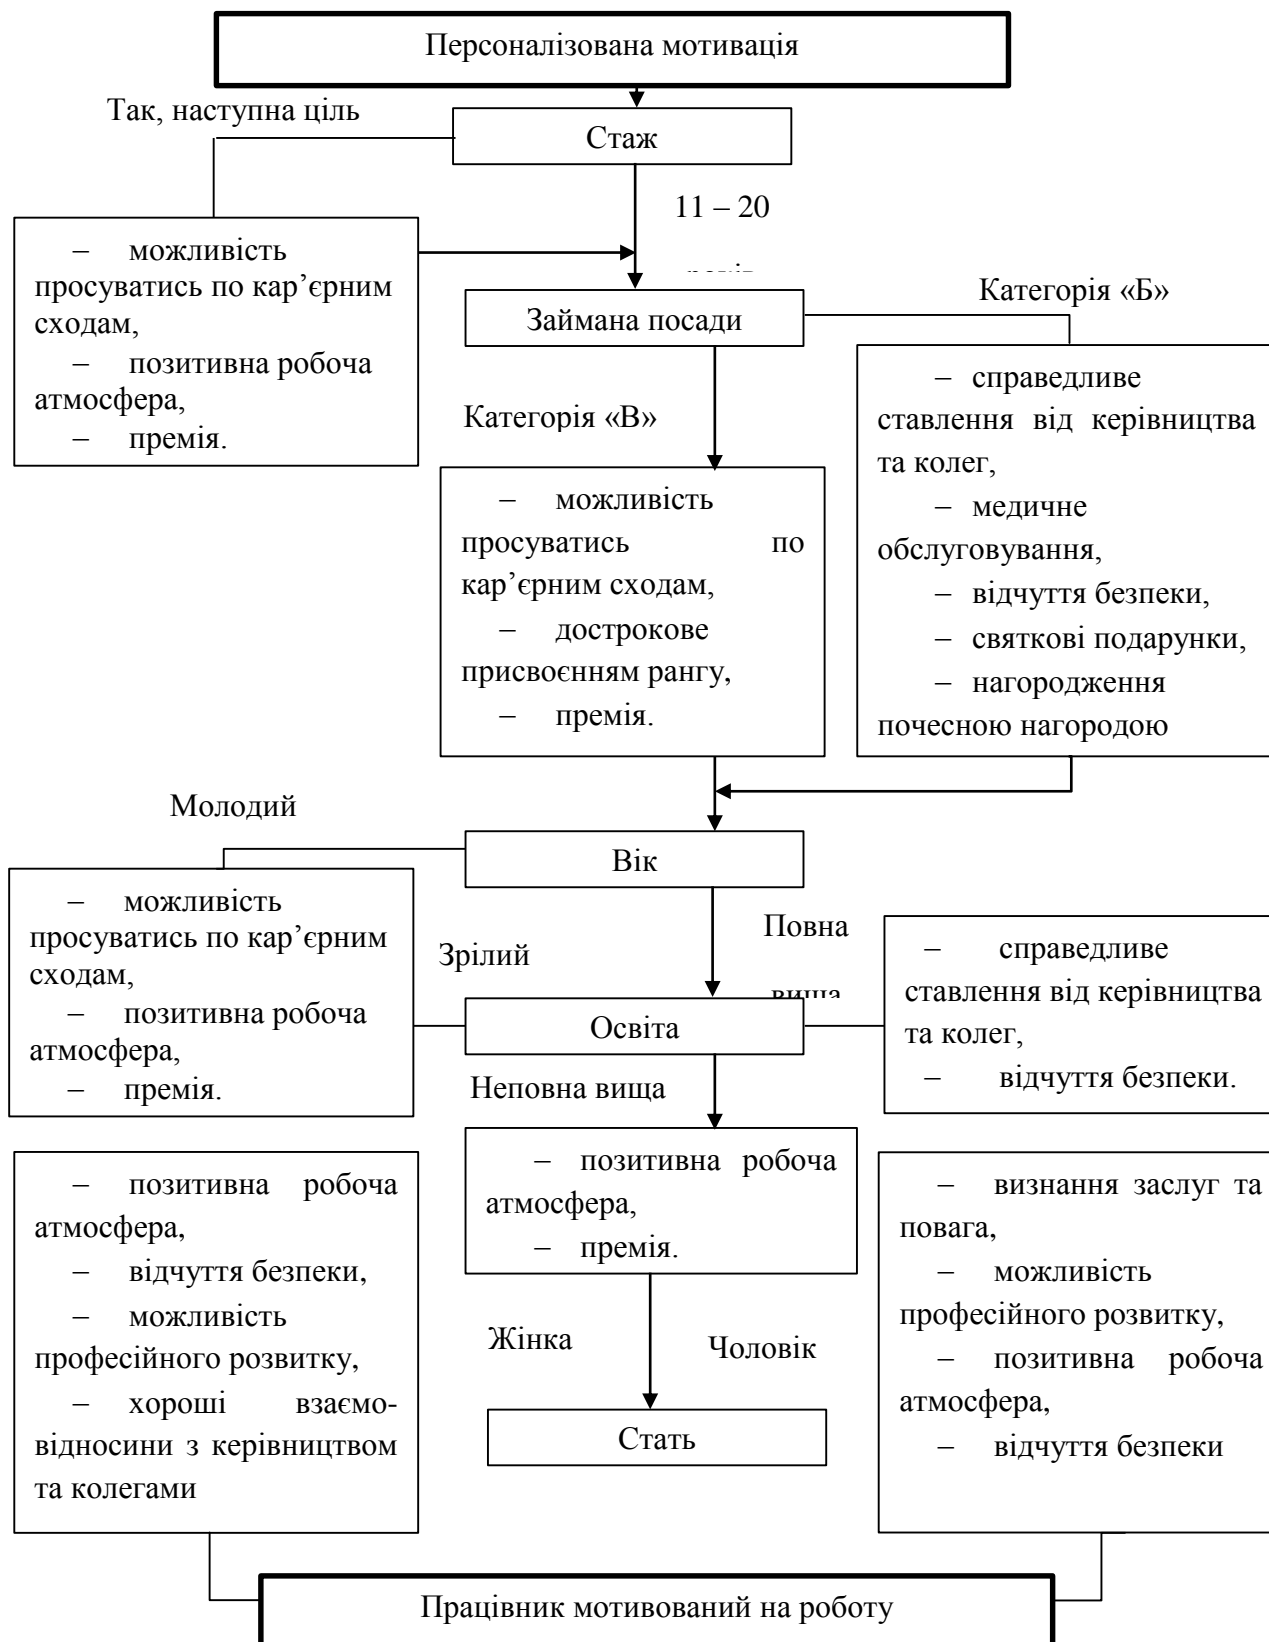 Персоналізована мотивація
Так, наступна ціль
Стаж
11 – 20
– можливість
просуватись по кар’єрним
сходам,
– позитивна робоча
атмосфера,
– премія.
Категорія «Б»
Займана посади
Категорія «В»
– справедливе
ставлення від керівництва
та колег,
– медичне
обслуговування,
– відчуття безпеки,
– святкові подарунки,
– нагородження
почесною нагородою
– можливість
просуватись по
кар’єрним сходам,
– дострокове
присвоєнням рангу,
– премія.
Молодий
Вік
– можливість
просуватись по кар’єрним
сходам,
– позитивна робоча
атмосфера,
– премія.
Зрілий
Повна
вища
– справедливе
ставлення від керівництва
та колег,
– відчуття безпеки.
Освіта
Неповна вища
– позитивна робоча
атмосфера,
– премія.
– позитивна робоча
атмосфера,
– відчуття безпеки,
– можливість
професійного розвитку,
– хороші взаємо-
відносини з керівництвом
та колегами
– визнання заслуг та
повага,
– можливість
професійного розвитку,
– позитивна робоча
атмосфера,
– відчуття безпеки
Жінка
Чоловік
Стать
Працівник мотивований на роботу